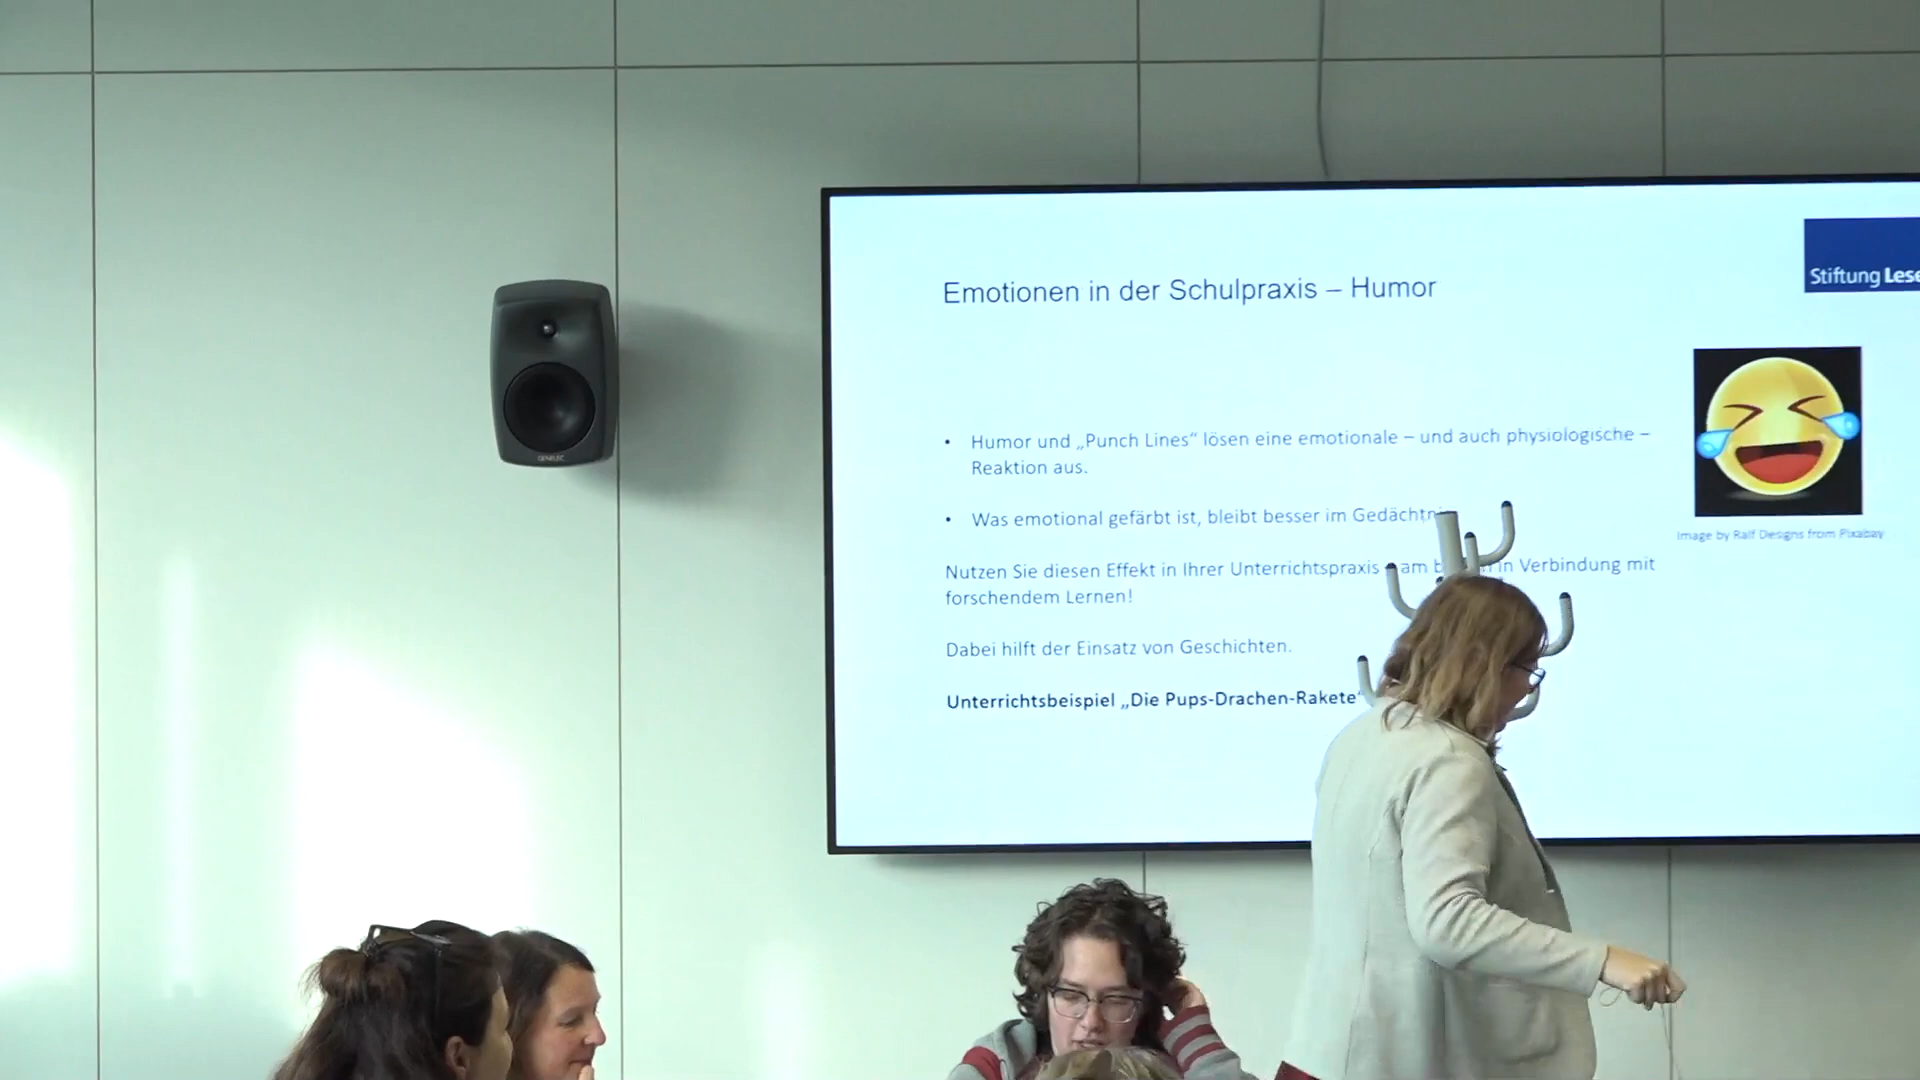 Stiftung Lese
Emotionen in der Schulpraxis – Humor
• Humor und „Punch Lines“ lösen eine emotionale – und auch physiologische –
Reaktion aus.
• Was emotional gefärbt ist, bleibt besser im Gedächtni
Image by Ralf Designs from Pixabay
Nutzen Sie diesen Effekt in Ihrer Unterrichtspraxis – am in Verbindung mit
forschendem Lernen!
Dabei hilft der Einsatz von Geschichten.
Unterrichtsbeispiel „Die Pups-Drachen-Rakete“
GENELEC